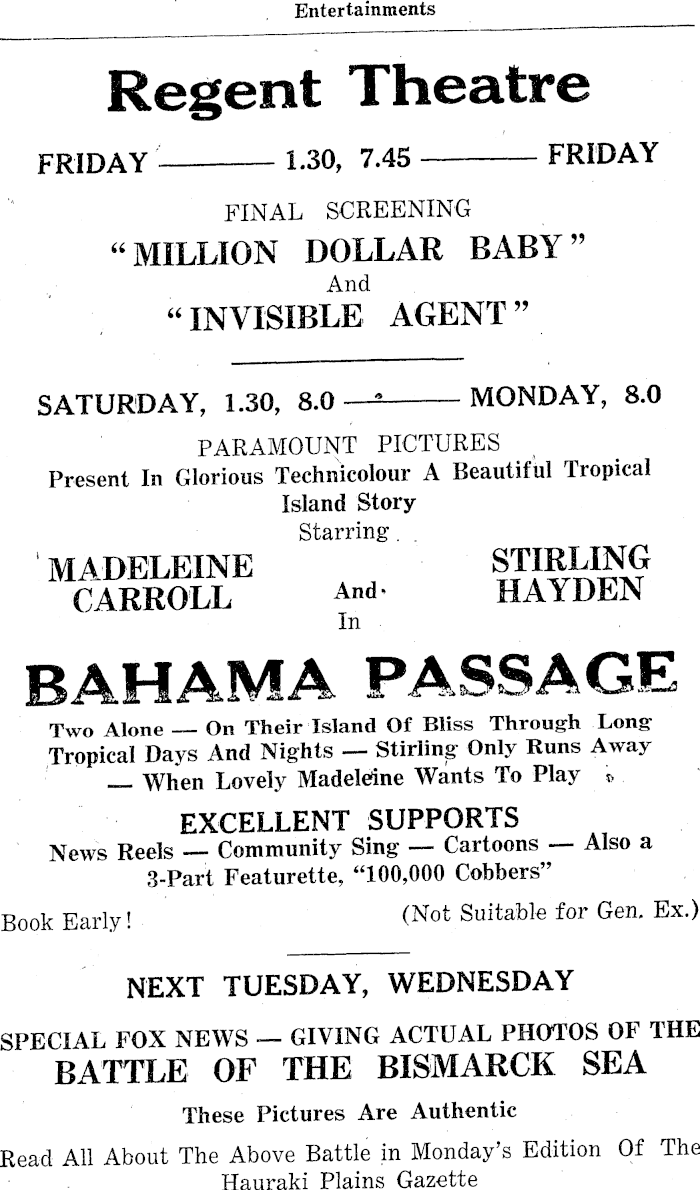 Entertainments
Regent Theatre
FRIDAY ——— 1.30, 7.45 ——— FRIDAY
FINAL SCREENING
“MILLION DOLLAR BABY”
And
“INVISIBLE AGENT”
SATURDAY, 1.30, 8.0 ——— MONDAY, 8.0
PARAMOUNT PICTURES
Present In Glorious Technicolour A Beautiful Tropical
Island Story
Starring
MADELEINE CARROLL
And
STIRLING HAYDEN
In
BAHAMA PASSAGE
Two Alone — On Their Island Of Bliss Through Long
Tropical Days And Nights — Stirling Only Runs Away
— When Lovely Madeleine Wants To Play
EXCELLENT SUPPORTS
News Reels — Community Sing — Cartoons — Also a
3-Part Featurette, “100,000 Cobbers”
Book Early! (Not Suitable for Gen. Ex.)
NEXT TUESDAY, WEDNESDAY
SPECIAL FOX NEWS — GIVING ACTUAL PHOTOS OF THE
BATTLE OF THE BISMARCK SEA
These Pictures Are Authentic
Read All About The Above Battle in Monday’s Edition Of The
Hauraki Plains Gazette